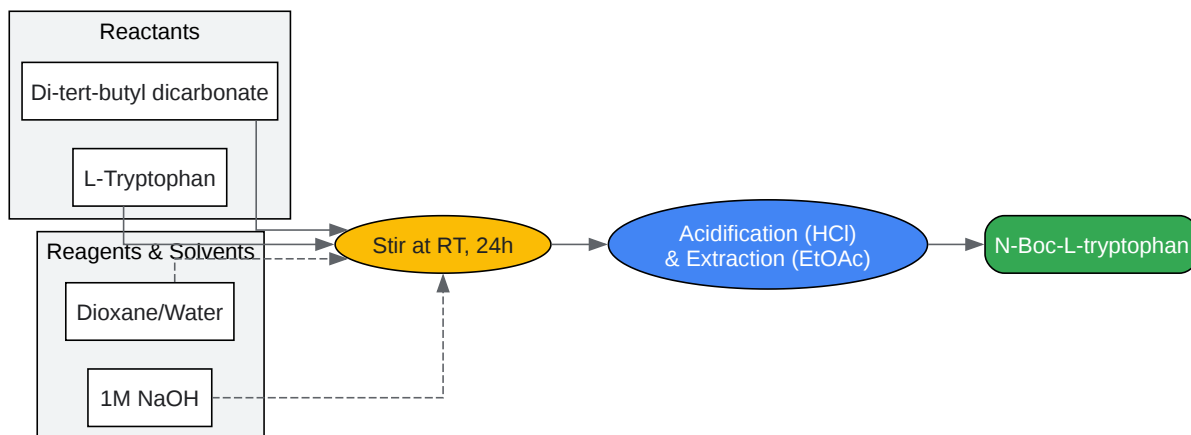 Reactants
Di-tert-butyl dicarbonate
L-Tryptophan
Reagents & Solvents
Dioxane/Water
1M NaOH
Stir at RT, 24h
Acidification (HCl)
& Extraction (EtOAc)
N-Boc-L-tryptophan